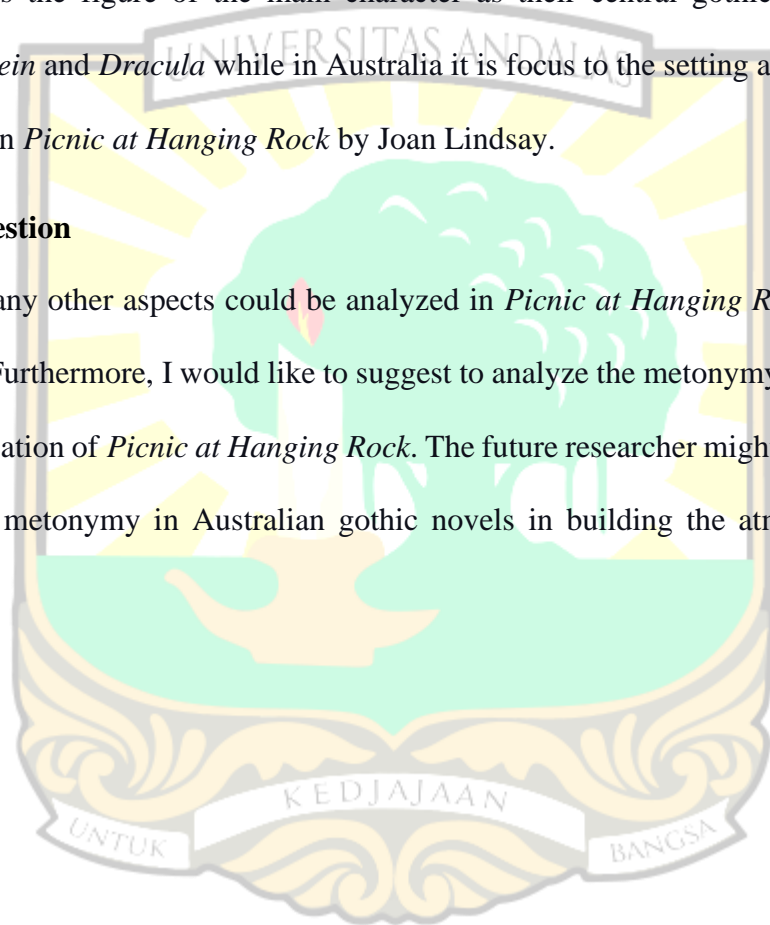 s the figure of the main character as their central gothic
UNIVERSITAS ANDALAS
ein and Dracula while in Australia it is focus to the setting a
n Picnic at Hanging Rock by Joan Lindsay.
estion
any other aspects could be analyzed in Picnic at Hanging R
Furthermore, I would like to suggest to analyze the metonymy
ation of Picnic at Hanging Rock. The future researcher migh
metonymy in Australian gothic novels in building the
UNTUK KEDJAJAAN BANGSA